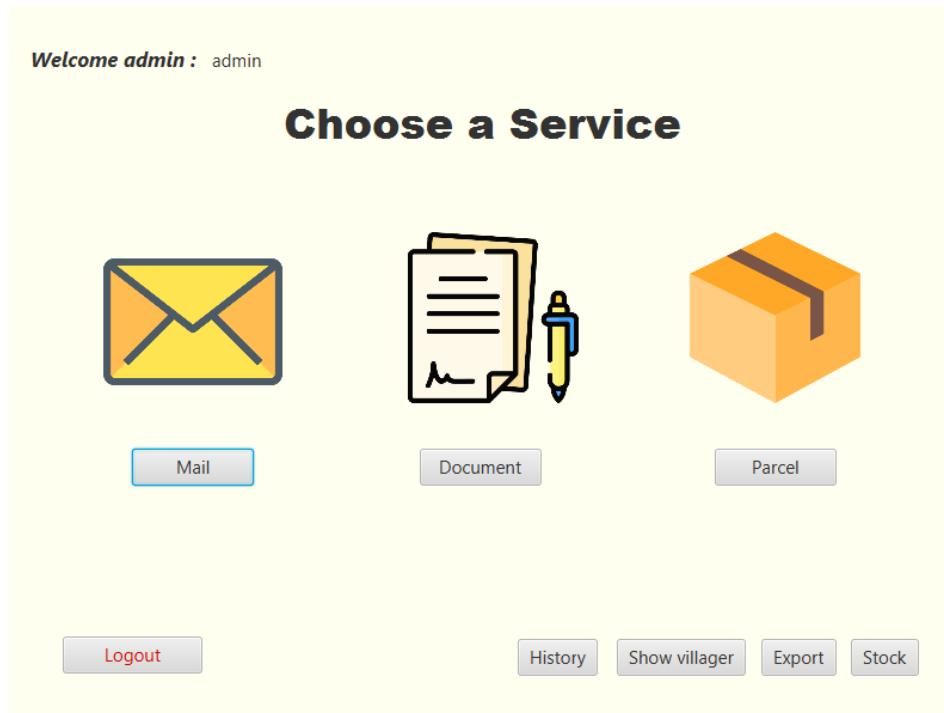 Welcome admin : admin
Choose a Service
Mail Document Parcel
Logout History Show villager Export Stock